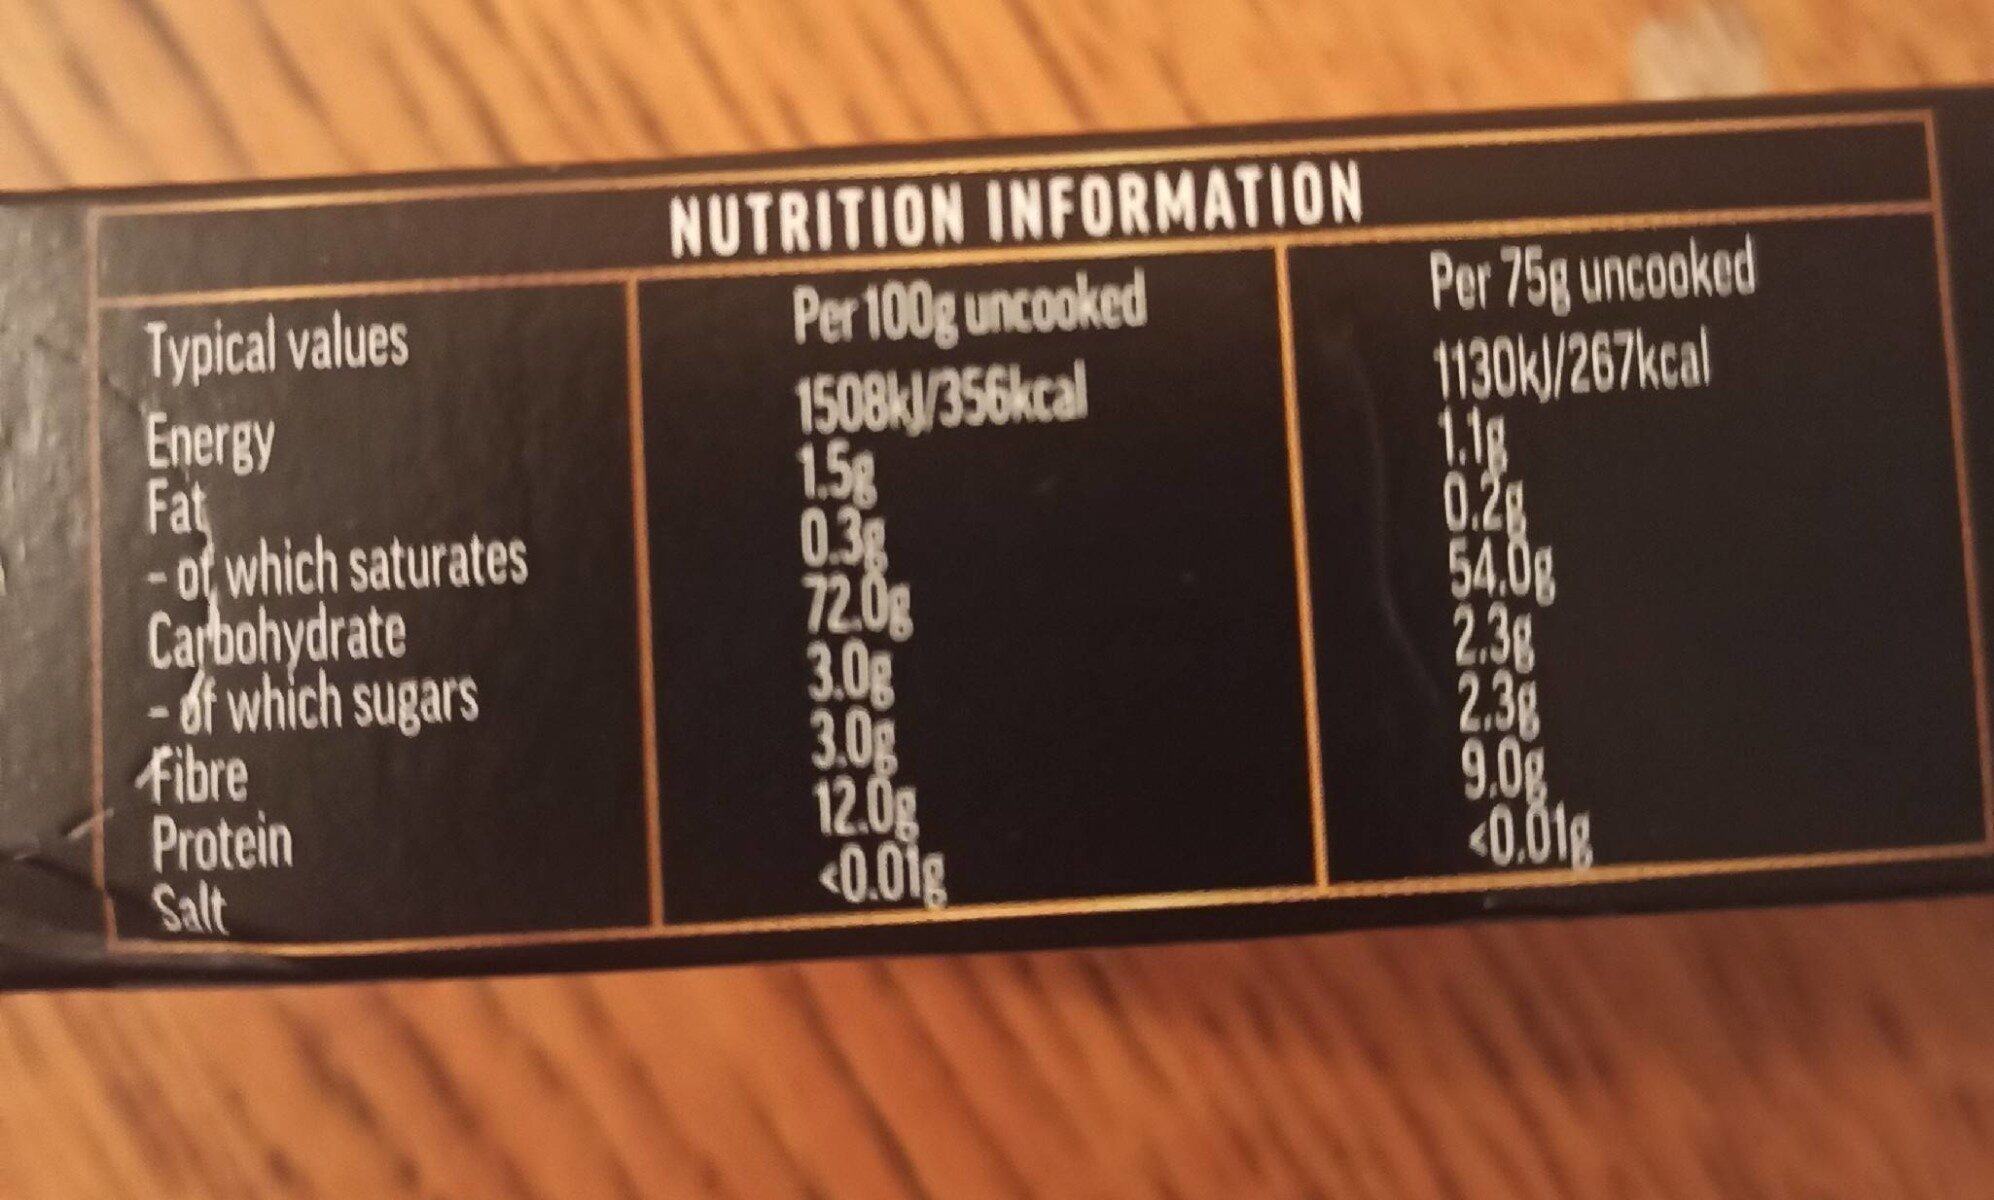 NUTRITION INFORMATION
Typical values Per 100g uncooked Per 75g uncooked
Energy 1508kJ/356kcal 1130kJ/267kcal
Fat 1.5g 1.1g
- of which saturates 0.3g 0.2g
Carbohydrate 72.0g 54.0g
- of which sugars 3.0g 2.3g
Fibre 3.0g 2.3g
Protein 12.0g 9.0g
Salt <0.01g <0.01g